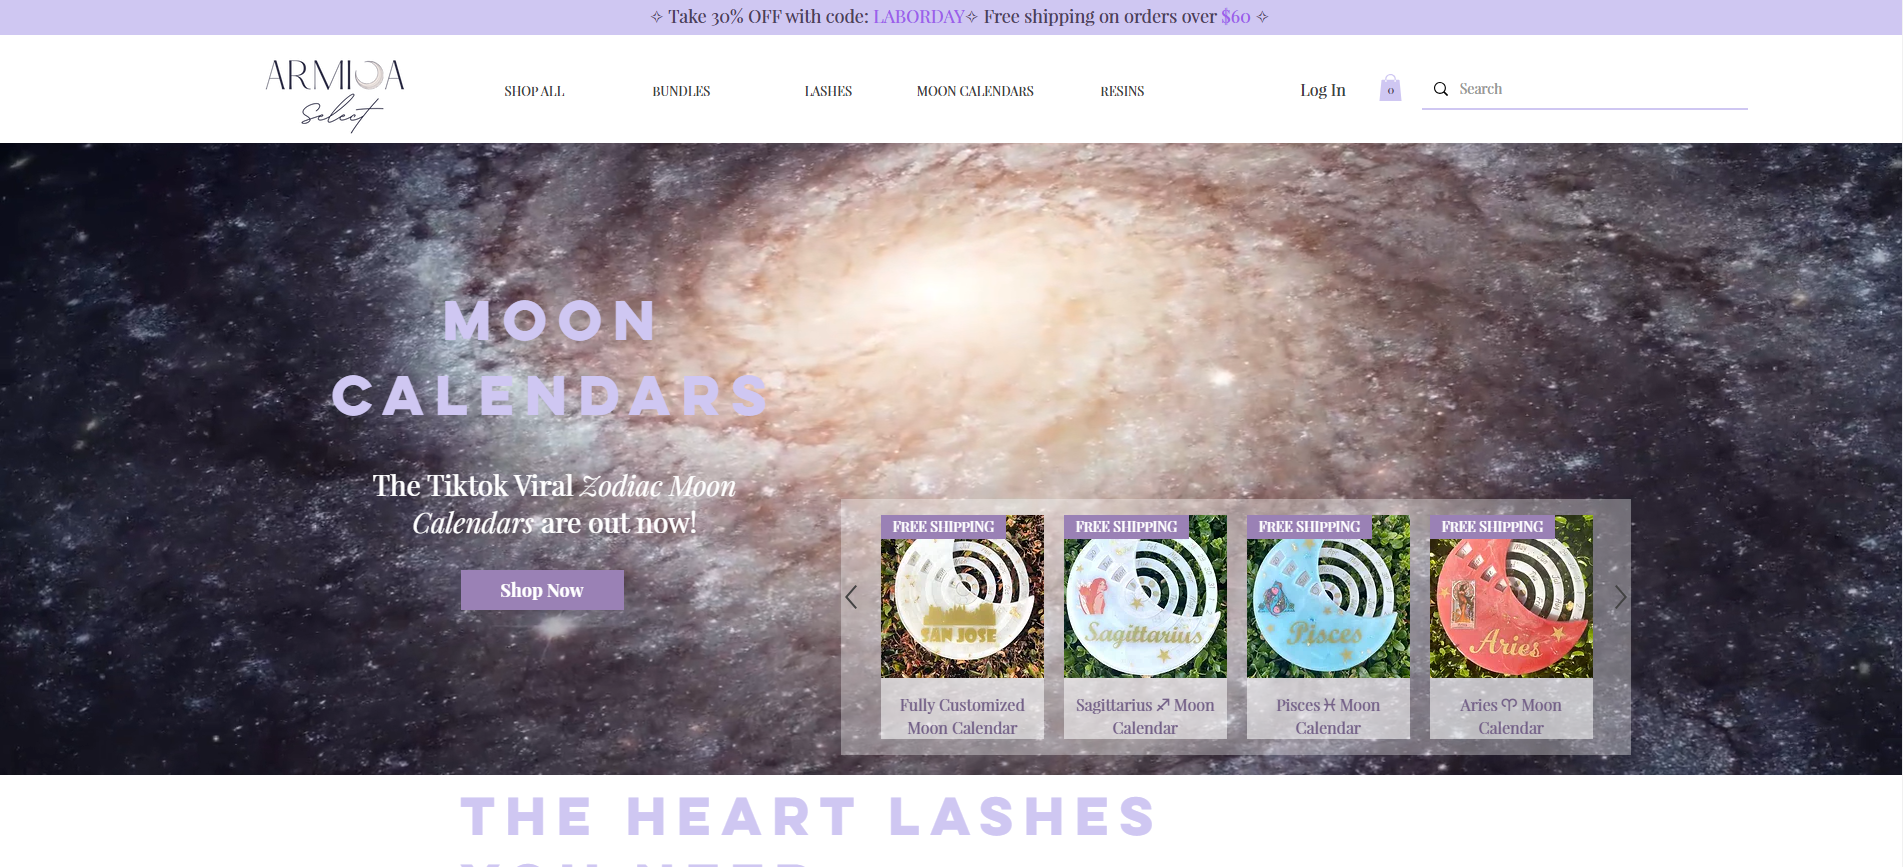 ✧ Take 30% OFF with code: LABORDAY✧ Free shipping on orders over $60 ✧
ARMIA
Select
SHOP ALL
BUNDLES
LASHES
MOON CALENDARS
RESINS
Log In
0
Search
MOON
CALENDARS
The Tiktok Viral Zodiac Moon
Calendars are out now!
Shop Now
FREE SHIPPING
SAN JOSE
Fully Customized
Moon Calendar
FREE SHIPPING
Sagittarius
Sagittarius ♐ Moon
Calendar
FREE SHIPPING
Pisces
Pisces ♓ Moon
Calendar
FREE SHIPPING
Aries
Aries ♈ Moon
Calendar
THE HEART LASHES
YOU NEED